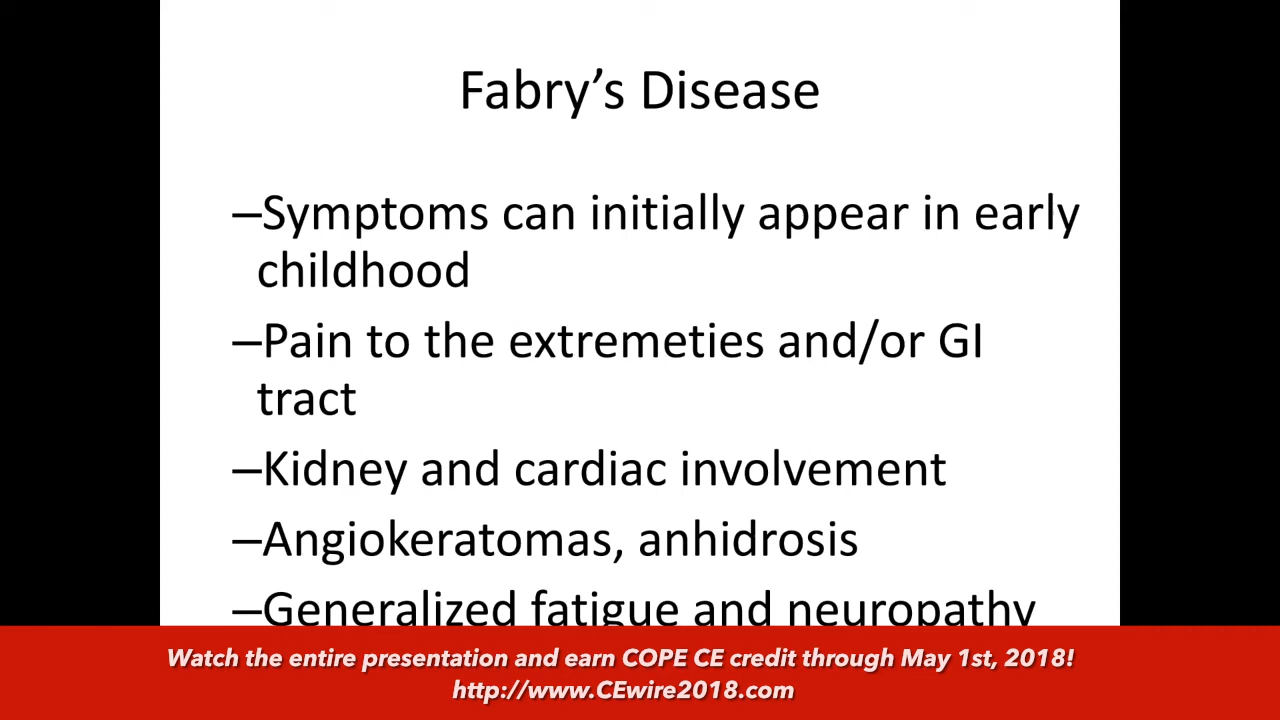 Fabry’s Disease
–Symptoms can initially appear in early
childhood
–Pain to the extremeties and/or GI
tract
–Kidney and cardiac involvement
–Angiokeratomas, anhidrosis
–Generalized fatigue and neuropathy
Watch the entire presentation and earn COPE CE credit through May 1st, 2018!
http://www.CEwire2018.com